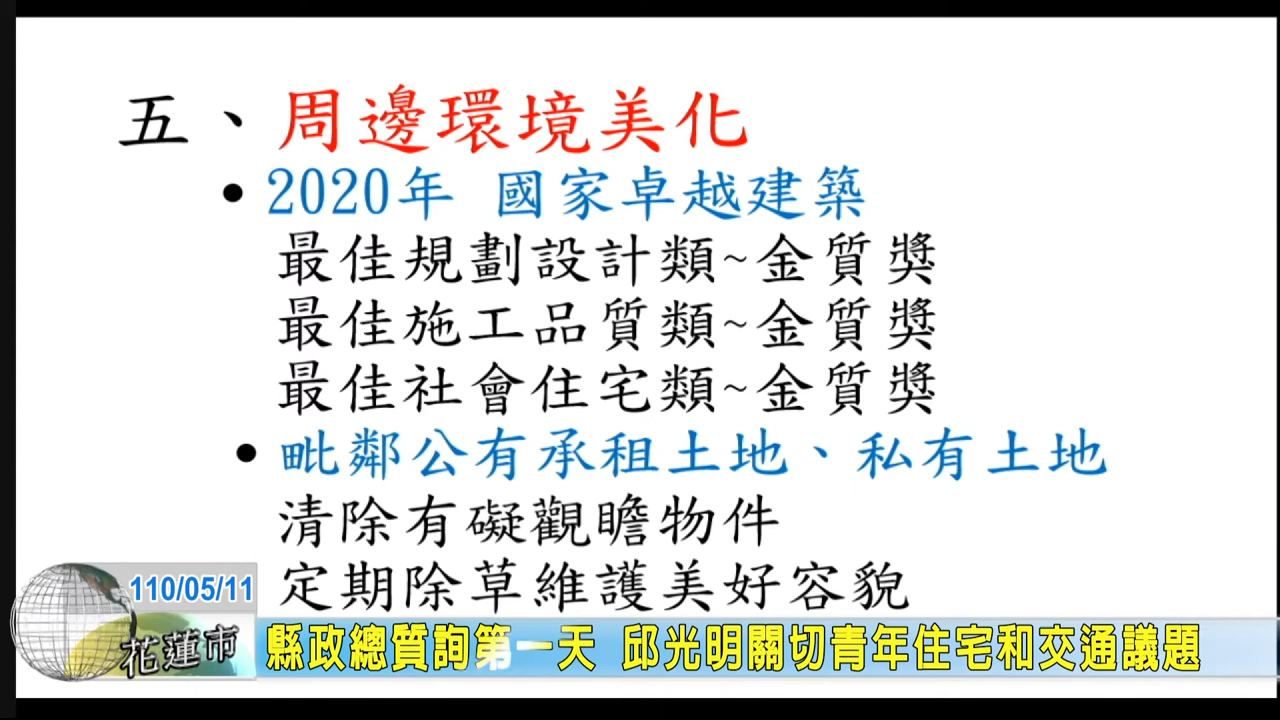 五、周邊環境美化
•2020年 國家卓越建築
最佳規劃設計類~金質獎
最佳施工品質類~金質獎
最佳社會住宅類~金質獎
•毗鄰公有承租土地、私有土地
清除有礙觀瞻物件
定期除草維護美好容貌
110/05/11
花蓮市
縣政總質詢第一天 邱光明關切青年住宅和交通議題